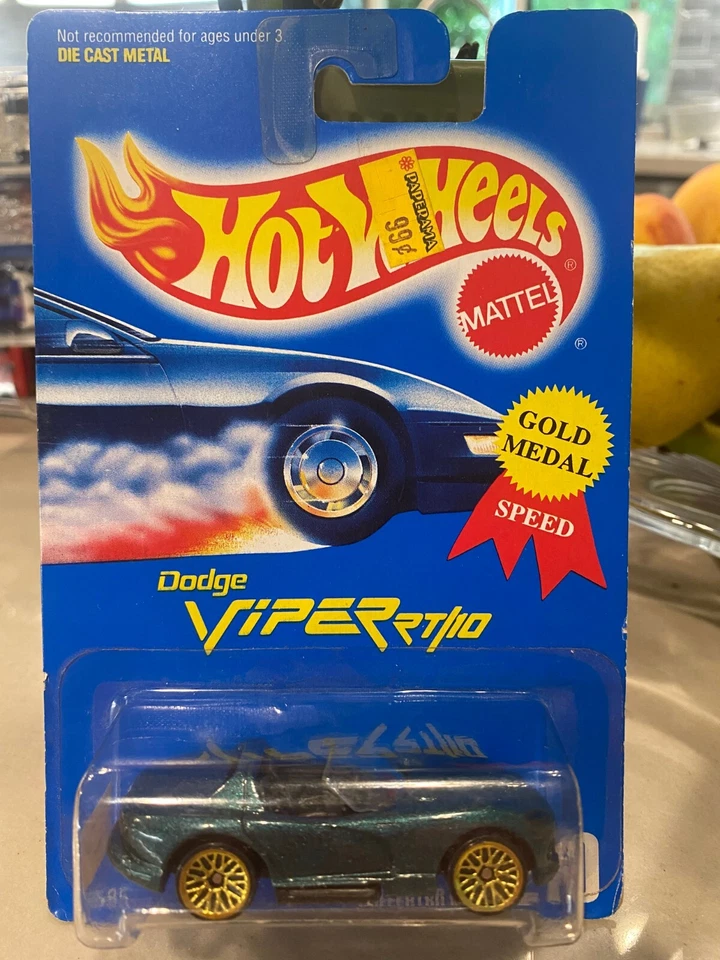 Not recommended for ages under 3.
DIE CAST METAL
HOT WHEELS
PAPERAMA
99¢
®
MATTEL
®
GOLD
MEDAL
SPEED
Dodge
VIPER RT/10